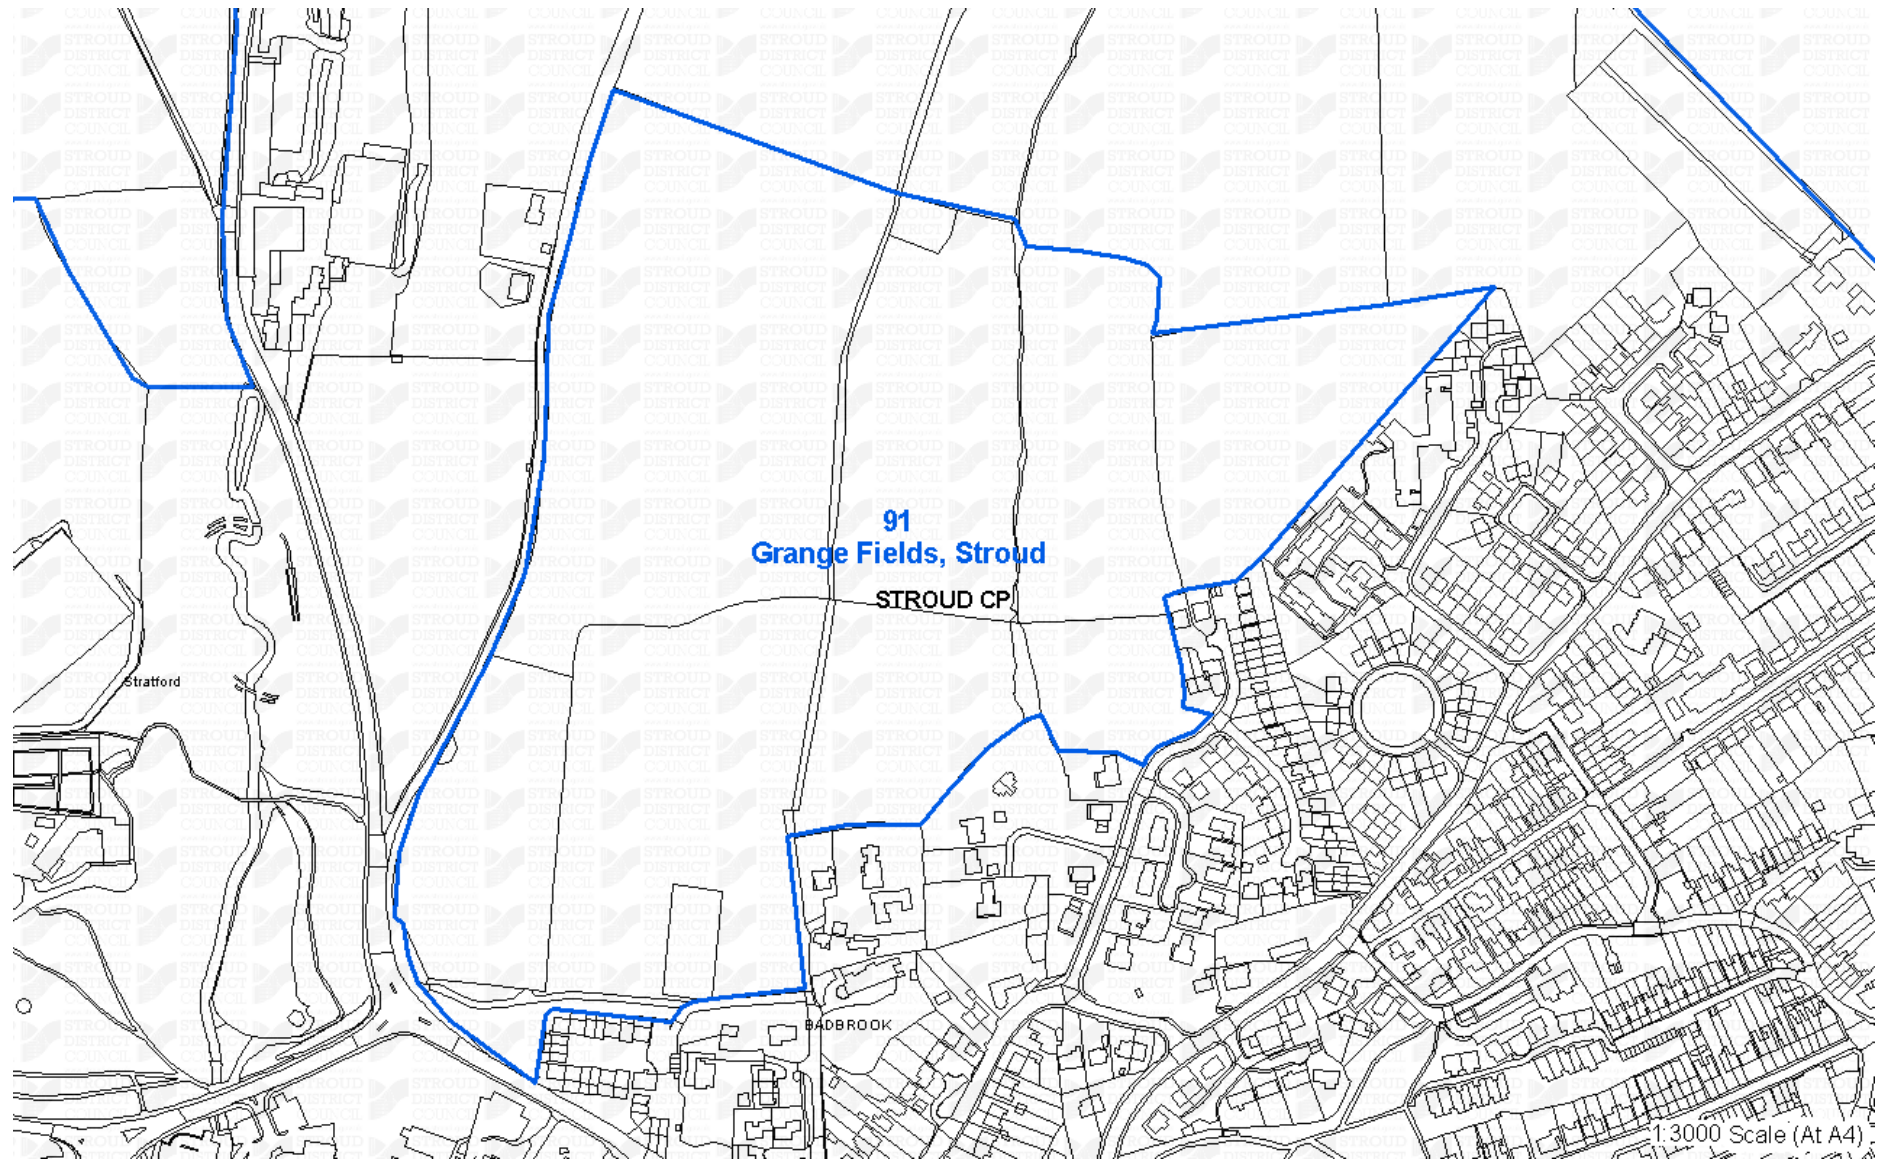 91
Grange Fields, Stroud
STROUD CP
Stratford
BADBROOK
1:3000 Scale (At A4)
STROUD
DISTRICT
COUNCIL